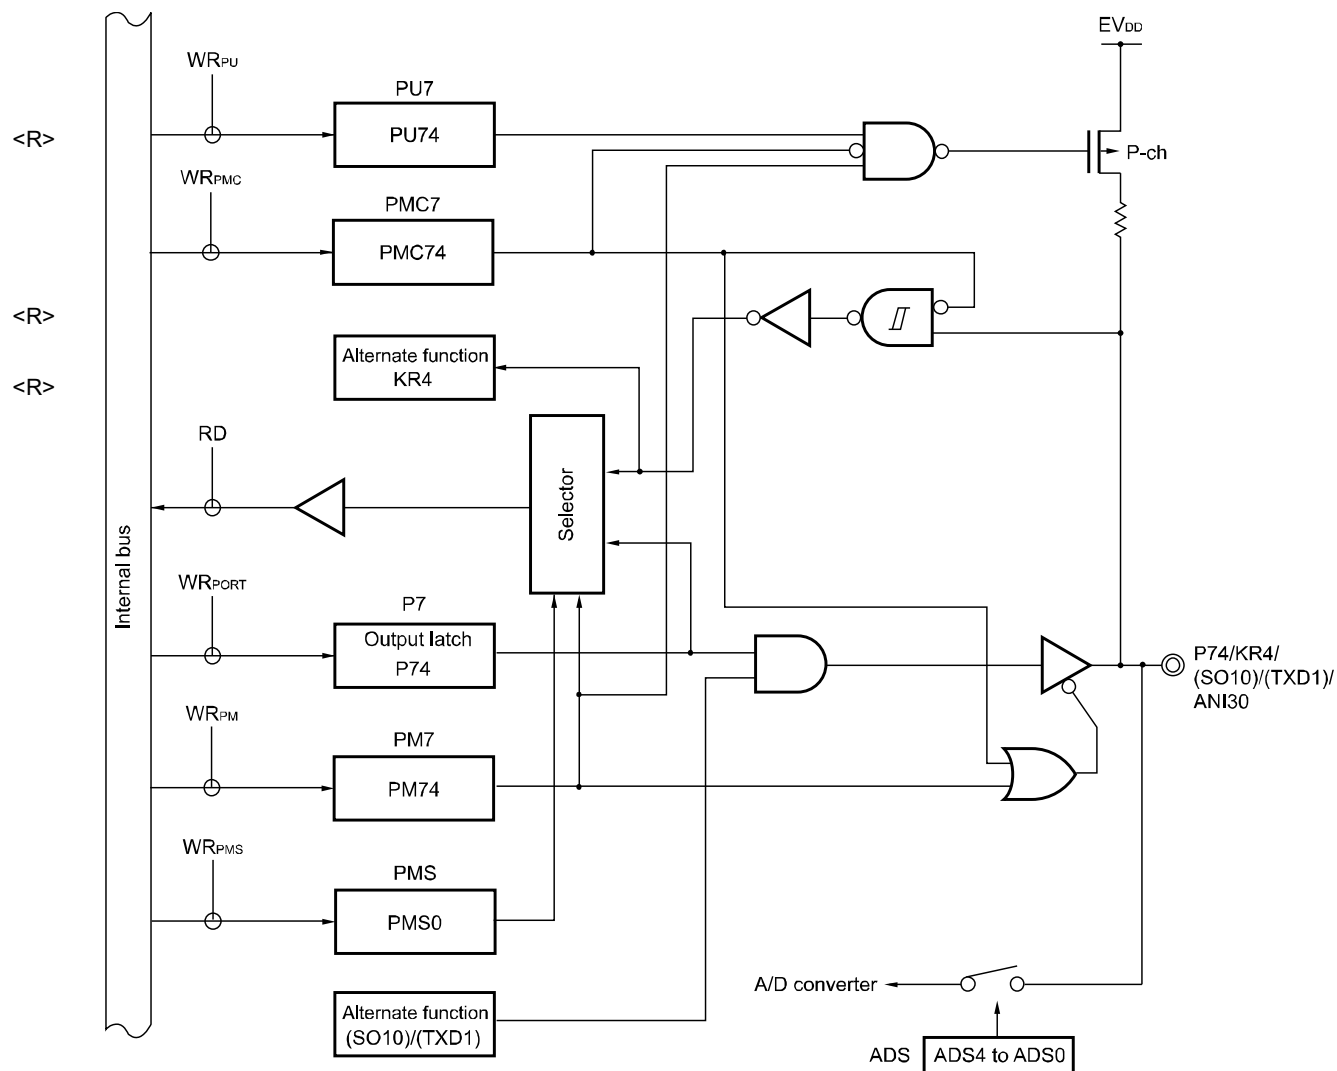 EVDD
WRPU
PU7
<R>
PU74
P-ch
WRPMC
PMC7
PMC74
<R>
Alternate function
KR4
<R>
RD
Selector
Internal bus
WRPORT
P7
Output latch
P74
P74/KR4/
(SO10)/(TXD1)/
ANI30
WRPM
PM7
PM74
WRPMS
PMS
PMS0
A/D converter
Alternate function
(SO10)/(TXD1)
ADS
ADS4 to ADS0